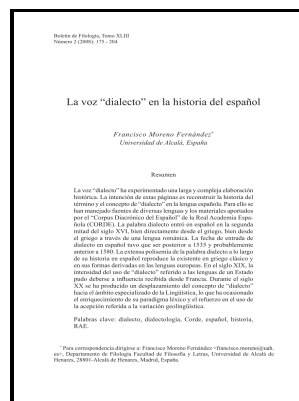 Boletín de Filología, Tomo XLIII
Número 2 (2008): 175 - 204
La voz “dialecto” en la historia del español
Francisco Moreno Fernández*
Universidad de Alcalá, España
Resumen
La voz “dialecto” ha experimentado una larga y compleja elaboración
histórica. La intención de estas páginas es reconstruir la historia del
término y el concepto de “dialecto” en la lengua española. Para ello se
han manejado fuentes de diversas lenguas y los materiales aportados
por el “Corpus Diacrónico del Español” de la Real Academia Espa-
ñola (CORDE). La palabra dialecto entró en español en la segunda
mitad del siglo XVI, bien directamente desde el griego, bien desde
el griego a través de una lengua románica. La fecha de entrada de
dialecto en español tuvo que ser posterior a 1535 y probablemente
anterior a 1580. La extensa polisemia de la palabra dialecto a lo largo
de su historia en español reproduce la existente en griego clásico y
en sus formas derivadas en las lenguas europeas. En el siglo XIX, la
intensidad del uso de “dialecto” referido a las lenguas de un Estado
pudo deberse a influencia recibida desde Francia. Durante el siglo
XX se ha producido un desplazamiento del concepto de “dialecto”
hacia el ámbito especializado de la Lingüística, lo que ha ocasionado
el enriquecimiento de su paradigma léxico y el refuerzo en el uso de
la acepción referida a la variación geolingüística.
Palabras clave: dialecto, dialectología, Corde, español, historia,
RAE.
* Para correspondencia dirigirse a: Francisco Moreno Fernández <francisco.moreno@uah.
es>, Departamento de Filología Facultad de Filosofía y Letras, Universidad de Alcalá de
Henares, 28801-Alcalá de Henares, Madrid, España.